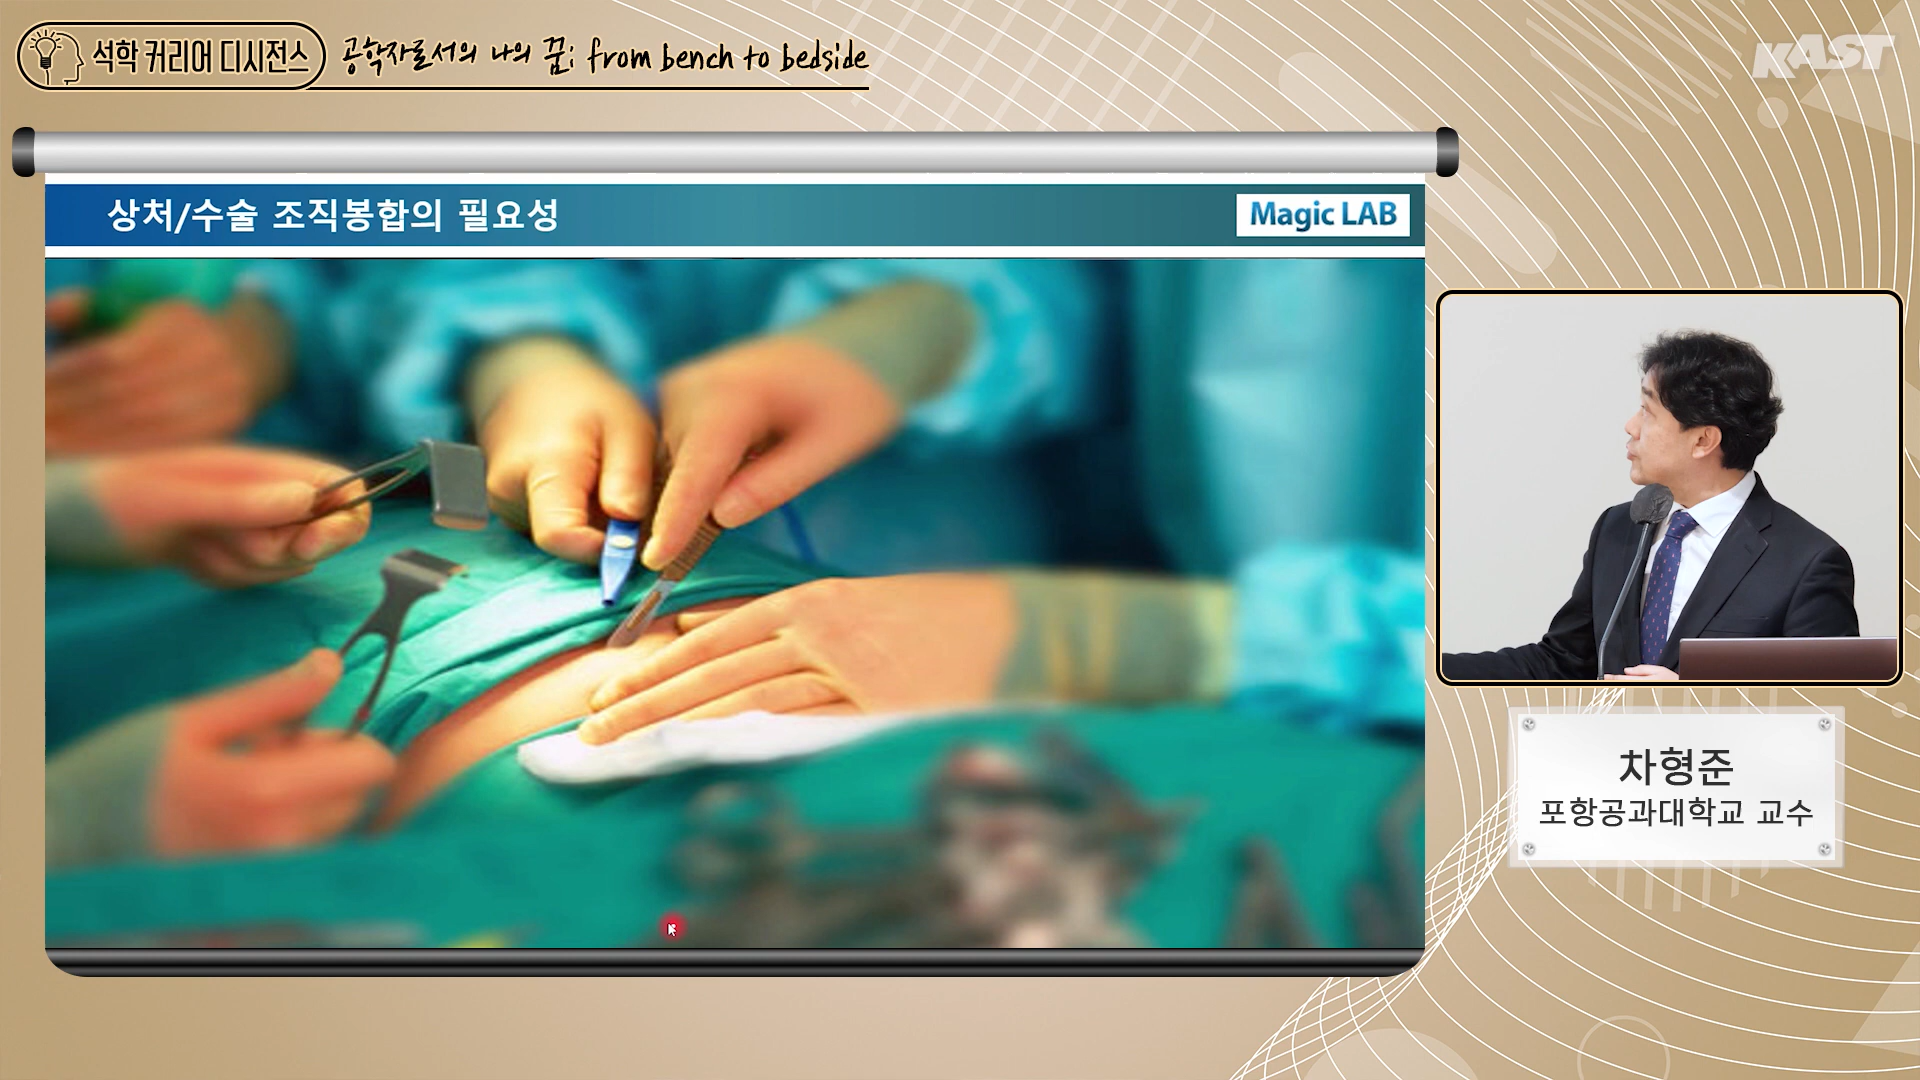 석학 커리어 디시전스
공학자로서의 나의 꿈; from bench to bedside
KAST
상처/수술 조직봉합의 필요성
Magic LAB
차형준
포항공과대학교 교수